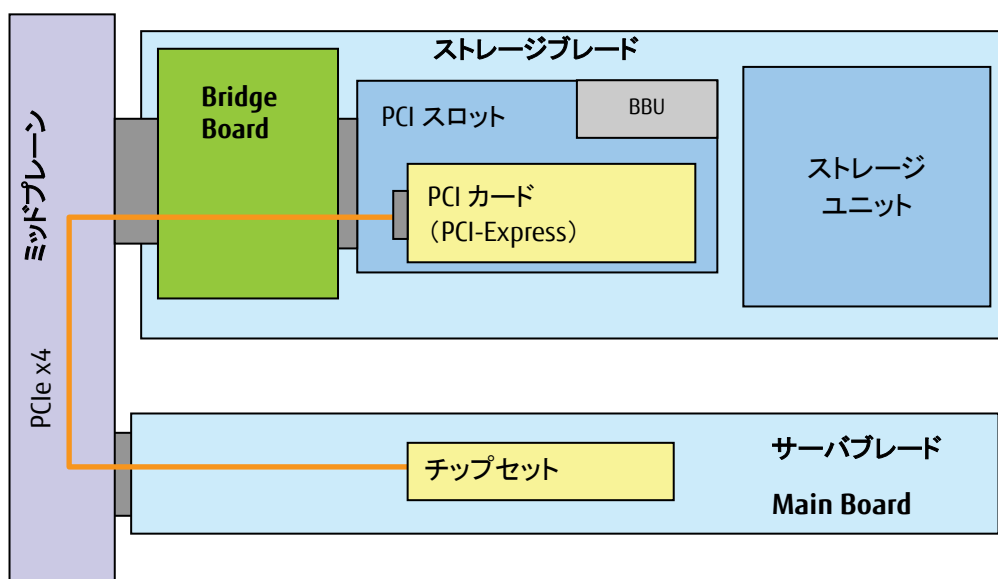 ストレージブレード
Bridge
Board
PCI スロット
BBU
PCI カード
（PCI-Express）
ストレージ
ユニット
ミッドプレーン
PCIe x4
チップセット
サーバブレード
Main Board